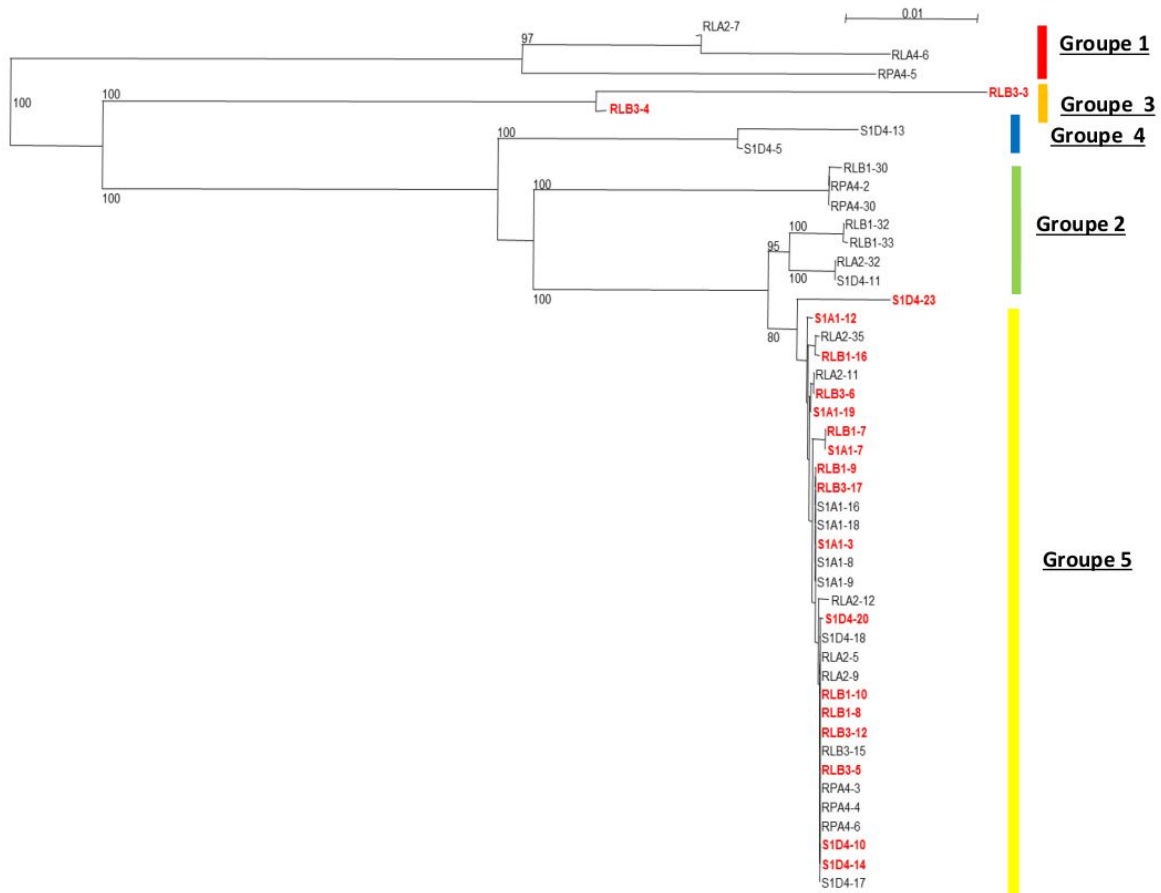 0.01
RLA2-7
97
Groupe 1
RLA4-6
RPA4-5
100
100
RLB3-3
Groupe  3
RLB3-4
100
S1D4-13
Groupe  4
S1D4-5
100
100
RLB1-30
RPA4-2
RPA4-30
Groupe 2
100
RLB1-32
95
RLB1-33
RLA2-32
100
S1D4-11
100
S1D4-23
80
S1A1-12
RLA2-35
RLB1-16
RLA2-11
RLB3-6
S1A1-19
RLB1-7
S1A1-7
RLB1-9
RLB3-17
S1A1-16
S1A1-18
S1A1-3
Groupe 5
S1A1-8
S1A1-9
RLA2-12
S1D4-20
S1D4-18
RLA2-5
RLA2-9
RLB1-10
RLB1-8
RLB3-12
RLB3-15
RLB3-5
RPA4-3
RPA4-4
RPA4-6
S1D4-10
S1D4-14
S1D4-17